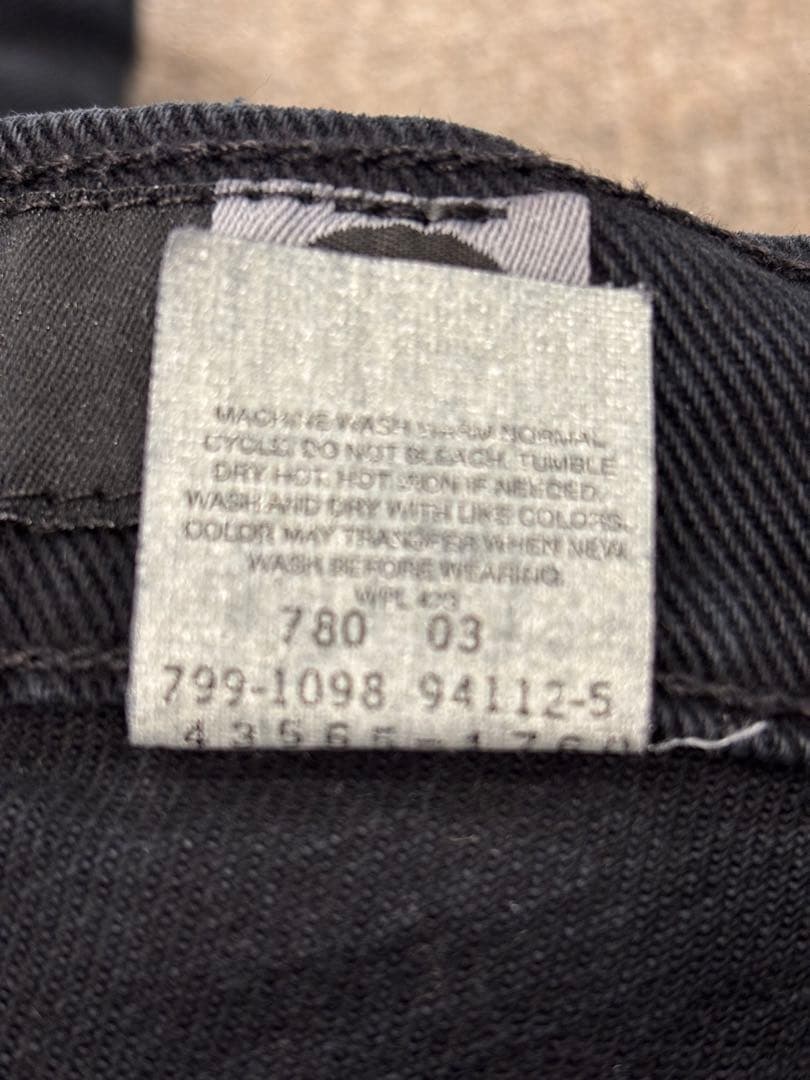 MACHINE WASH WARM NORMAL
CYCLE. DO NOT BLEACH. TUMBLE
DRY HOT. HOT IRON IF NEEDED.
WASH AND DRY WITH LIKE COLORS.
COLOR MAY TRANSFER WHEN NEW.
WASH BEFORE WEARING.
WPL 423
780 03
799-1098 94112-5